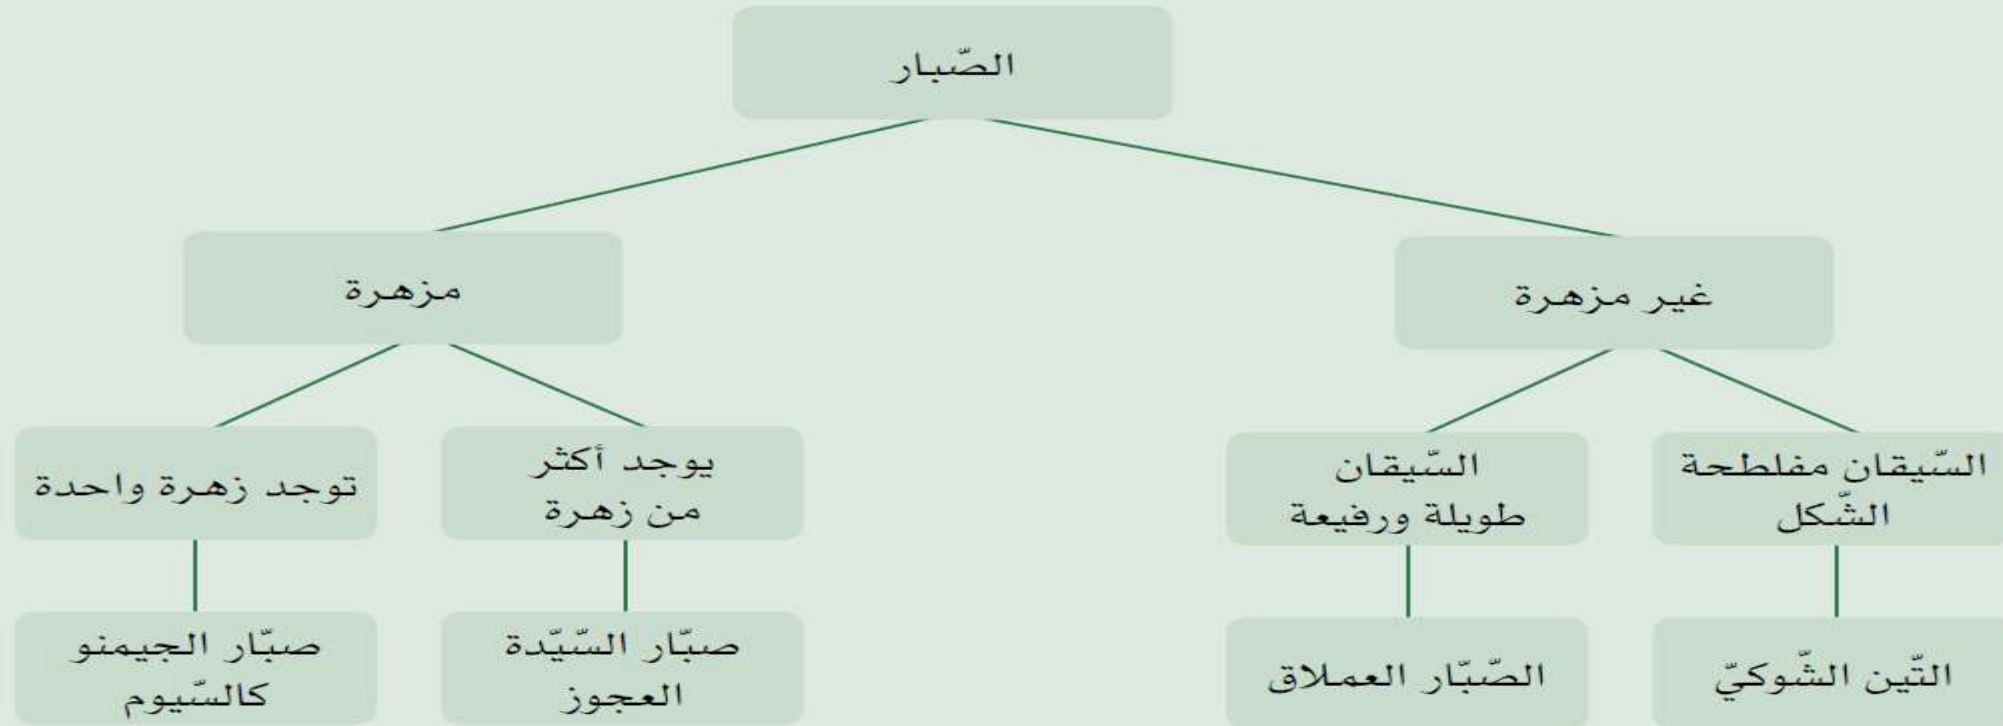 الصّبار
غير مزهرة
مزهرة
السّيقان مفلطحة
الشّكل
السّيقان
طويلة ورفيعة
يوجد أكثر
من زهرة
توجد زهرة واحدة
التّين الشّوكيّ
الصّبّار العملاق
صبّار السّيّدة
العجوز
صبّار الجيمنو
كالسّيوم